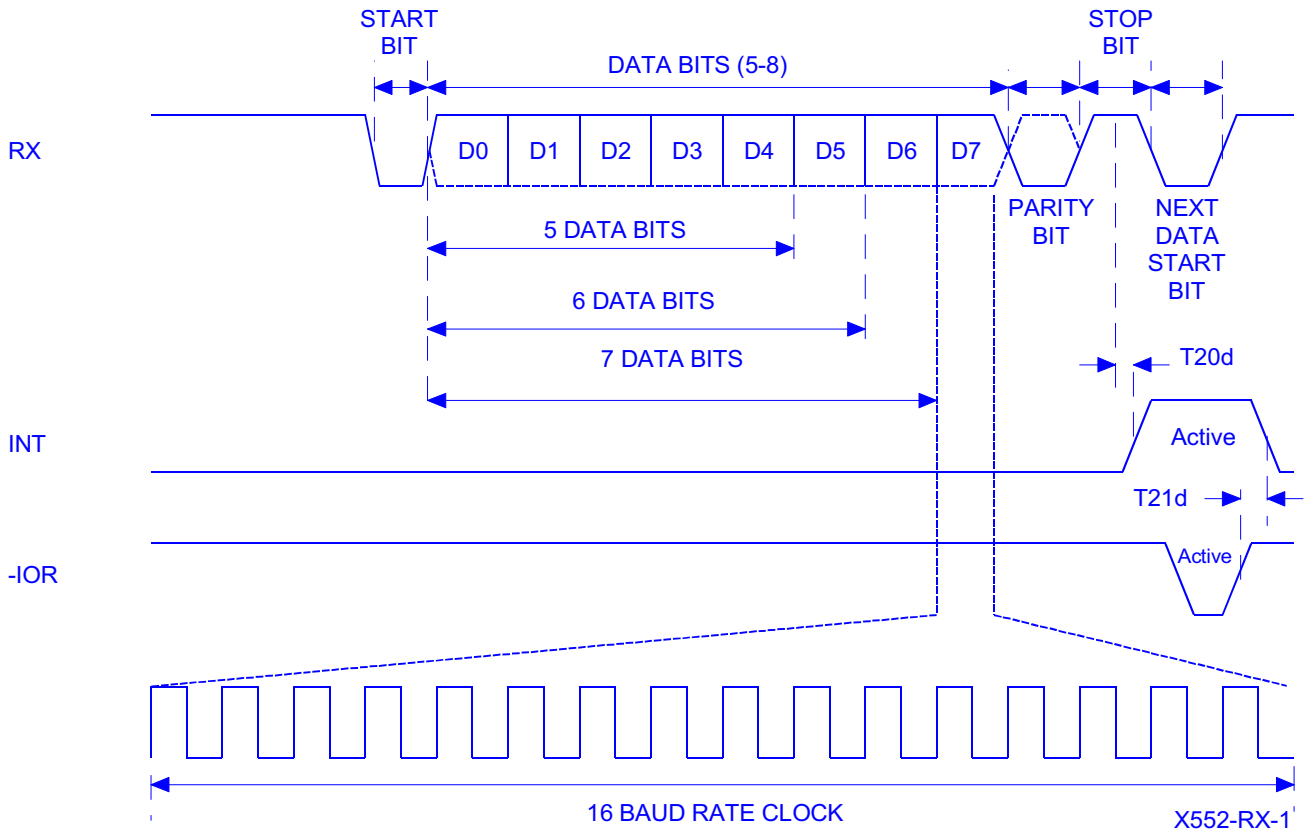 START
BIT
STOP
BIT
DATA BITS (5-8)
RX
D0 D1 D2 D3 D4 D5 D6 D7
PARITY
BIT
NEXT
DATA
START
BIT
5 DATA BITS
6 DATA BITS
7 DATA BITS
T20d
INT
Active
T21d
-IOR
Active
16 BAUD RATE CLOCK
X552-RX-1